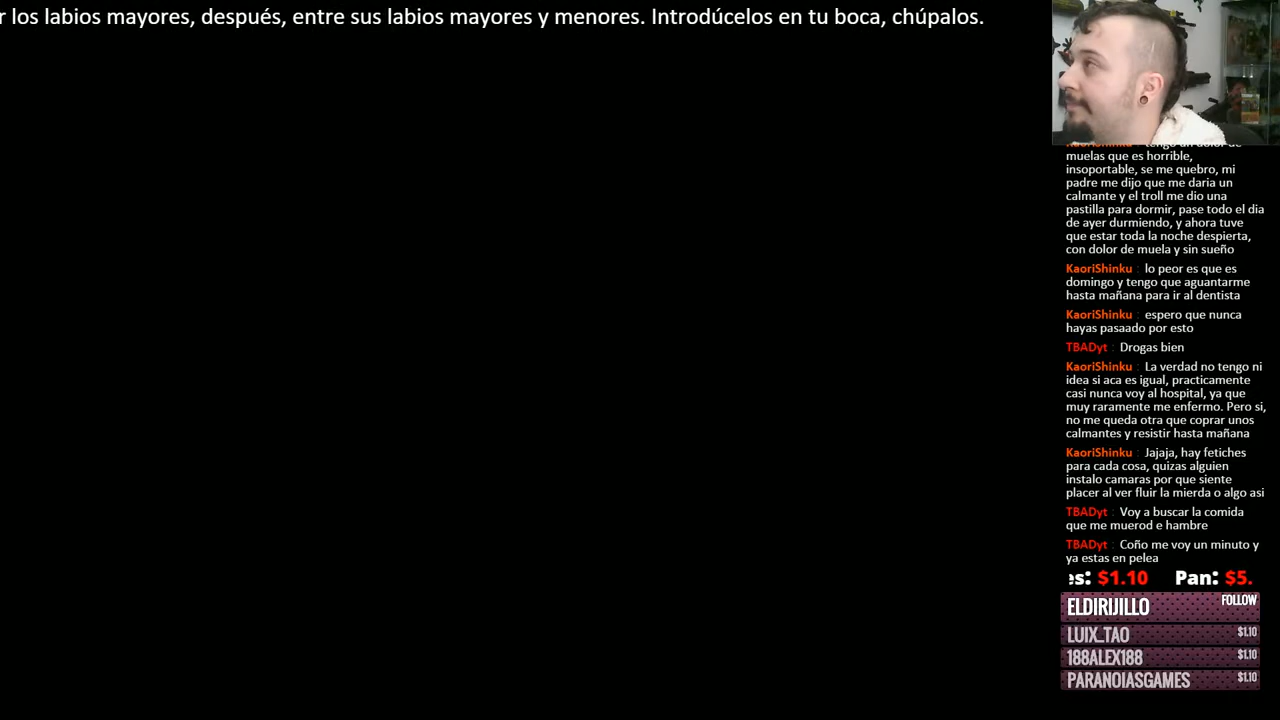 r los labios mayores, después, entre sus labios mayores y menores. Introdúcelos en tu boca, chúpalos.
KaoriShinku : tengo un dolor de
muelas que es horrible,
insoportable, se me quebro, mi
padre me dijo que me daria un
calmante y el troll me dio una
pastilla para dormir, pase todo el dia
de ayer durmiendo, y ahora tuve
que estar toda la noche despierta,
con dolor de muela y sin sueño
KaoriShinku : lo peor es que es
domingo y tengo que aguantarme
hasta mañana para ir al dentista
KaoriShinku : espero que nunca
hayas pasaado por esto
TBADyt : Drogas bien
KaoriShinku : La verdad no tengo ni
idea si aca es igual, practicamente
casi nunca voy al hospital, ya que
muy raramente me enfermo. Pero si,
no me queda otra que coprar unos
calmantes y resistir hasta mañana
KaoriShinku : Jajaja, hay fetiches
para cada cosa, quizas alguien
instalo camaras por que siente
placer al ver fluir la mierda o algo asi
TBADyt : Voy a buscar la comida
que me muerod e hambre
TBADyt : Coño me voy un minuto y
ya estas en pelea
es: $1.10 Pan: $5.
ELDIRIJILLO FOLLOW
LUIX_TAO $1.10
188ALEX188 $1.10
PARANOIASGAMES $1.10